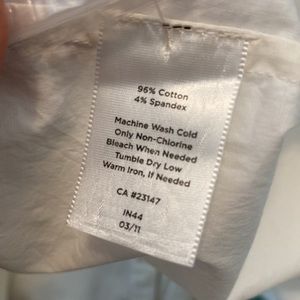 96% Cotton
4% Spandex
Machine Wash Cold
Only Non-Chlorine
Bleach When Needed
Tumble Dry Low
Warm Iron, If Needed
CA #23147
IN44
03/11